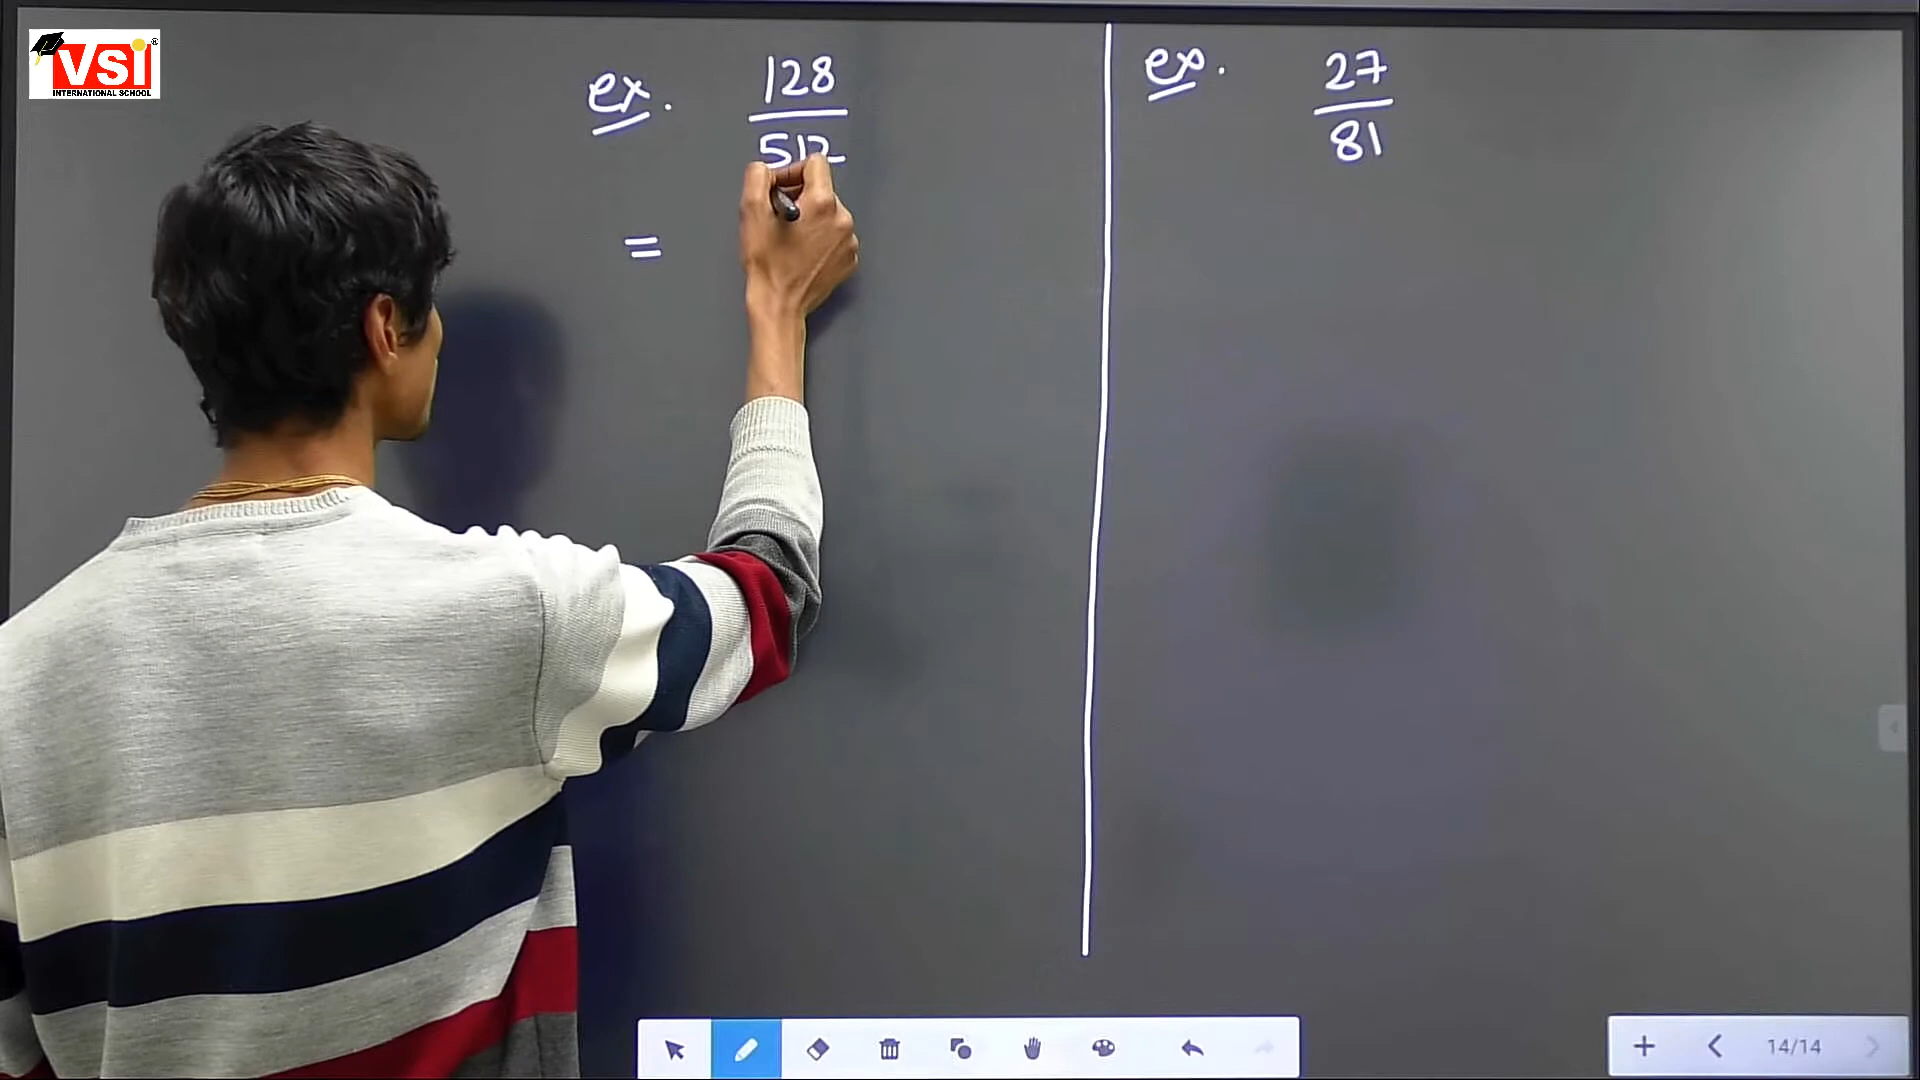 vsi®
INTERNATIONAL SCHOOL
ex. 128
512
=
ex. 27
81
14/14